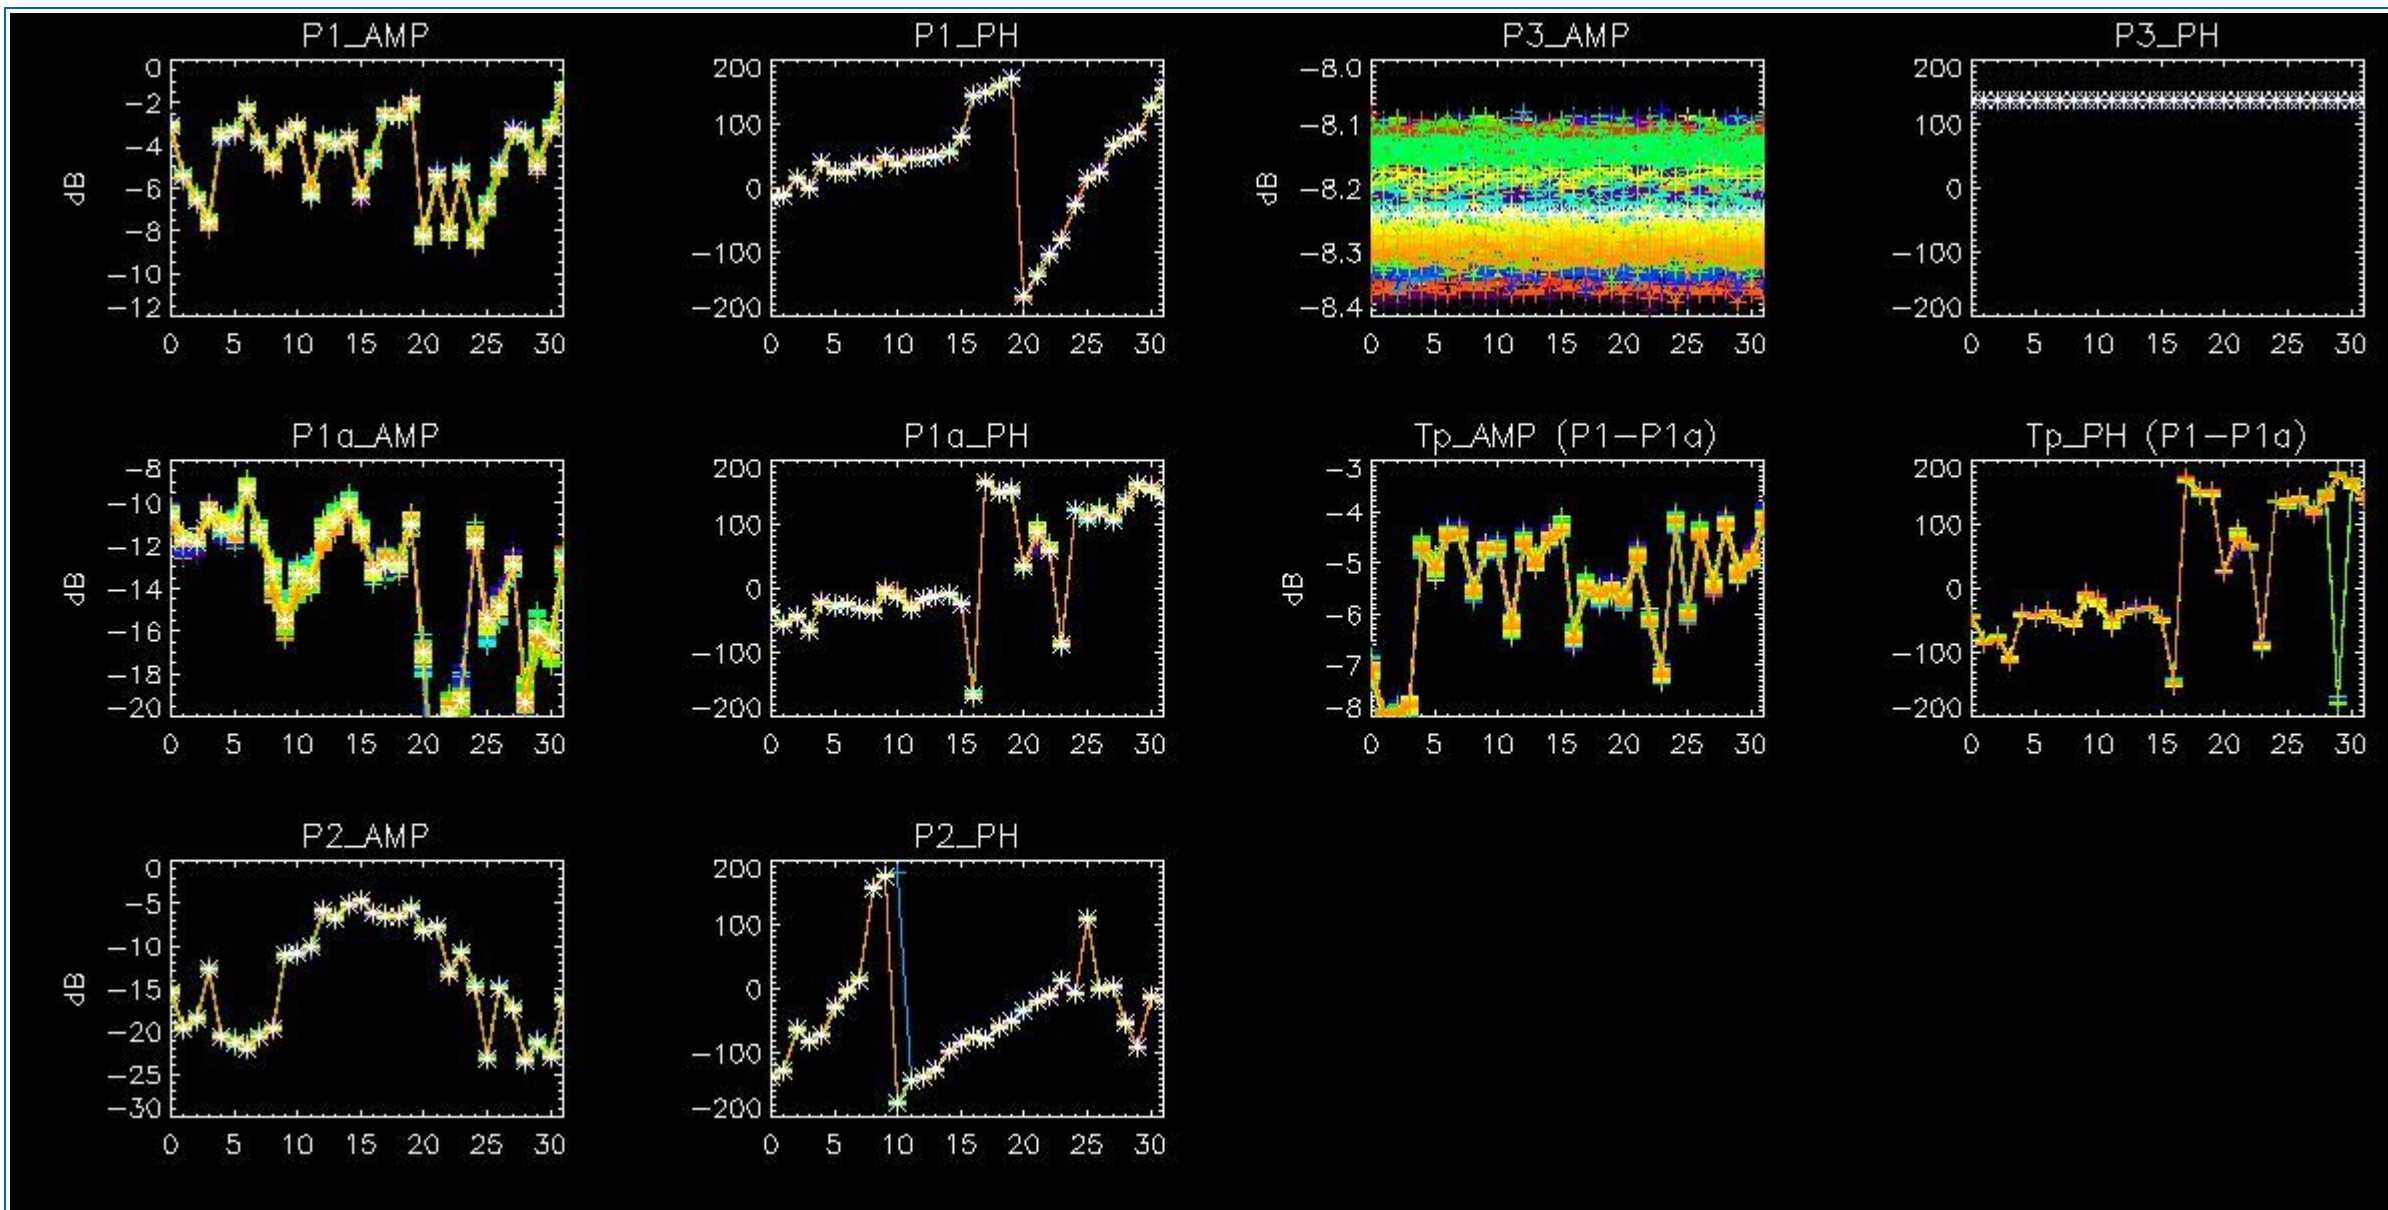 P1_AMP
0
−2
−4
−6
−8
−10
−12
dB
0 5 10 15 20 25 30
P1_PH
200
100
0
−100
−200
0 5 10 15 20 25 30
P3_AMP
−8.0
−8.1
−8.2
−8.3
−8.4
dB
0 5 10 15 20 25 30
P3_PH
200
100
0
−100
−200
0 5 10 15 20 25 30
P1a_AMP
−8
−10
−12
−14
−16
−18
−20
dB
0 5 10 15 20 25 30
P1a_PH
200
100
0
−100
−200
0 5 10 15 20 25 30
Tp_AMP (P1−P1a)
−3
−4
−5
−6
−7
−8
dB
0 5 10 15 20 25 30
Tp_PH (P1−P1a)
200
100
0
−100
−200
0 5 10 15 20 25 30
P2_AMP
0
−5
−10
−15
−20
−25
−30
dB
0 5 10 15 20 25 30
P2_PH
200
100
0
−100
−200
0 5 10 15 20 25 30